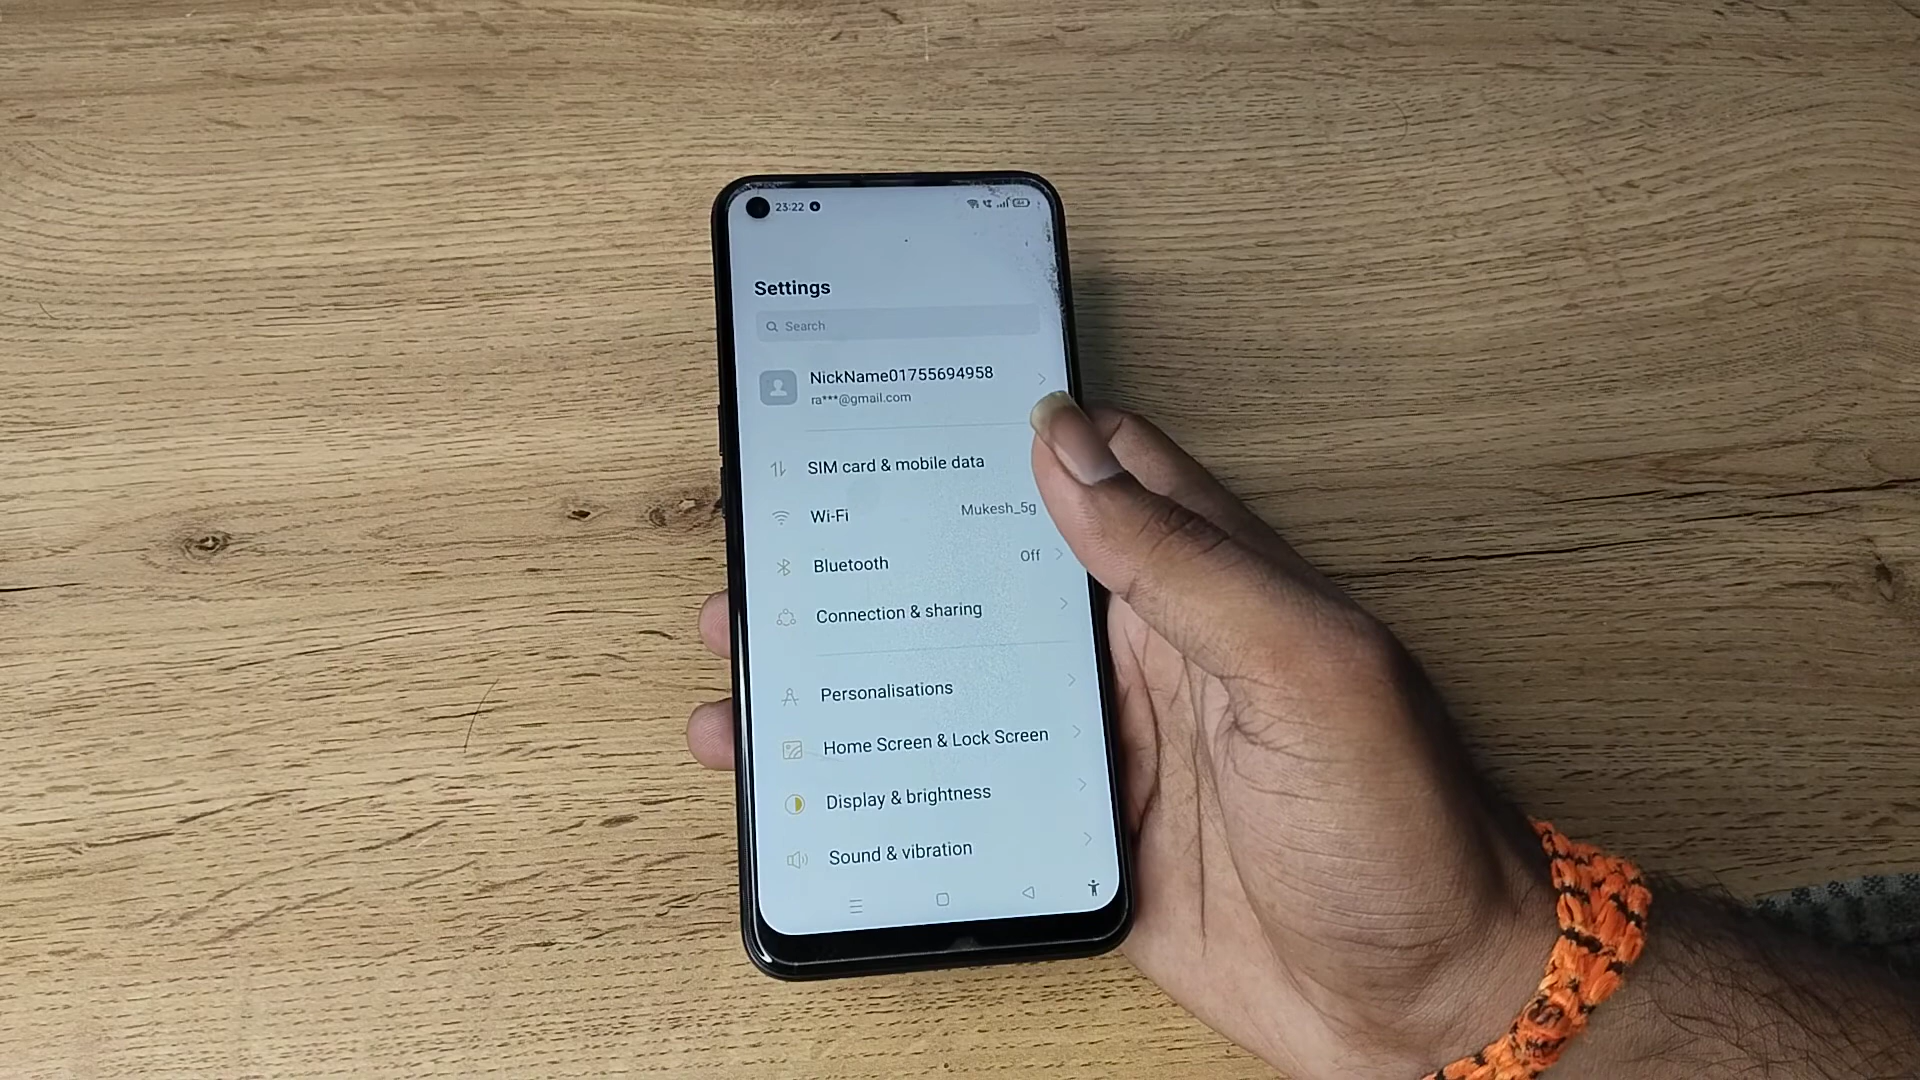 23:22
Settings
Search
NickName01755694958
ra***@gmail.com
SIM card & mobile data
Wi-Fi Mukesh_5g
Bluetooth Off
Connection & sharing
Personalisations
Home Screen & Lock Screen
Display & brightness
Sound & vibration